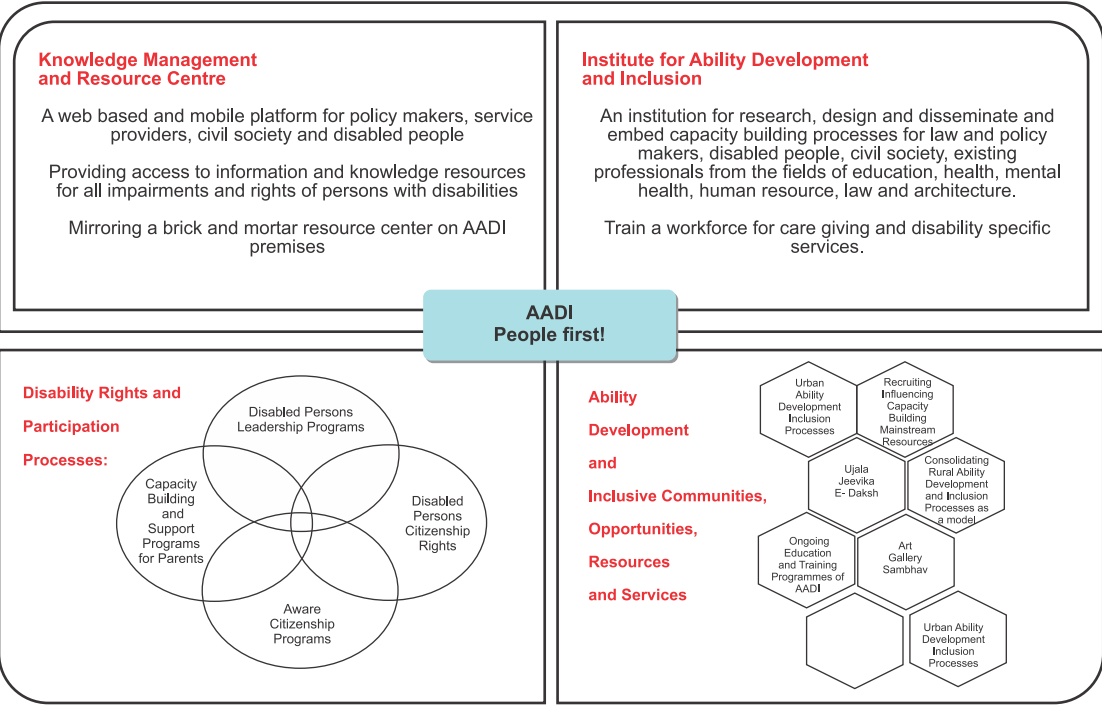 Knowledge Management
and Resource Centre
A web based and mobile platform for policy makers, service
providers, civil society and disabled people
Providing access to information and knowledge resources
for all impairments and rights of persons with disabilities
Mirroring a brick and mortar resource center on AADI
premises
Institute for Ability Development
and Inclusion
An institution for research, design and disseminate and
embed capacity building processes for law and policy
makers, disabled people, civil society, existing
professionals from the fields of education, health, mental
health, human resource, law and architecture.
Train a workforce for care giving and disability specific
services.
AADI
People first!
Disability Rights and
Participation
Processes:
Disabled Persons
Leadership Programs
Capacity
Building
and
Support
Programs
for Parents
Disabled
Persons
Citizenship
Rights
Aware
Citizenship
Programs
Ability
Development
and
Inclusive Communities,
Opportunities,
Resources
and Services
Urban
Ability
Development
Inclusion
Processes
Recruiting
Influencing
Capacity
Building
Mainstream
Resources
Ujala
Jeevika
E- Daksh
Consolidating
Rural Ability
Development
and Inclusion
Processes as
a model
Ongoing
Education
and Training
Programmes of
AADI
Art
Gallery
Sambhav
Urban Ability
Development
Inclusion
Processes